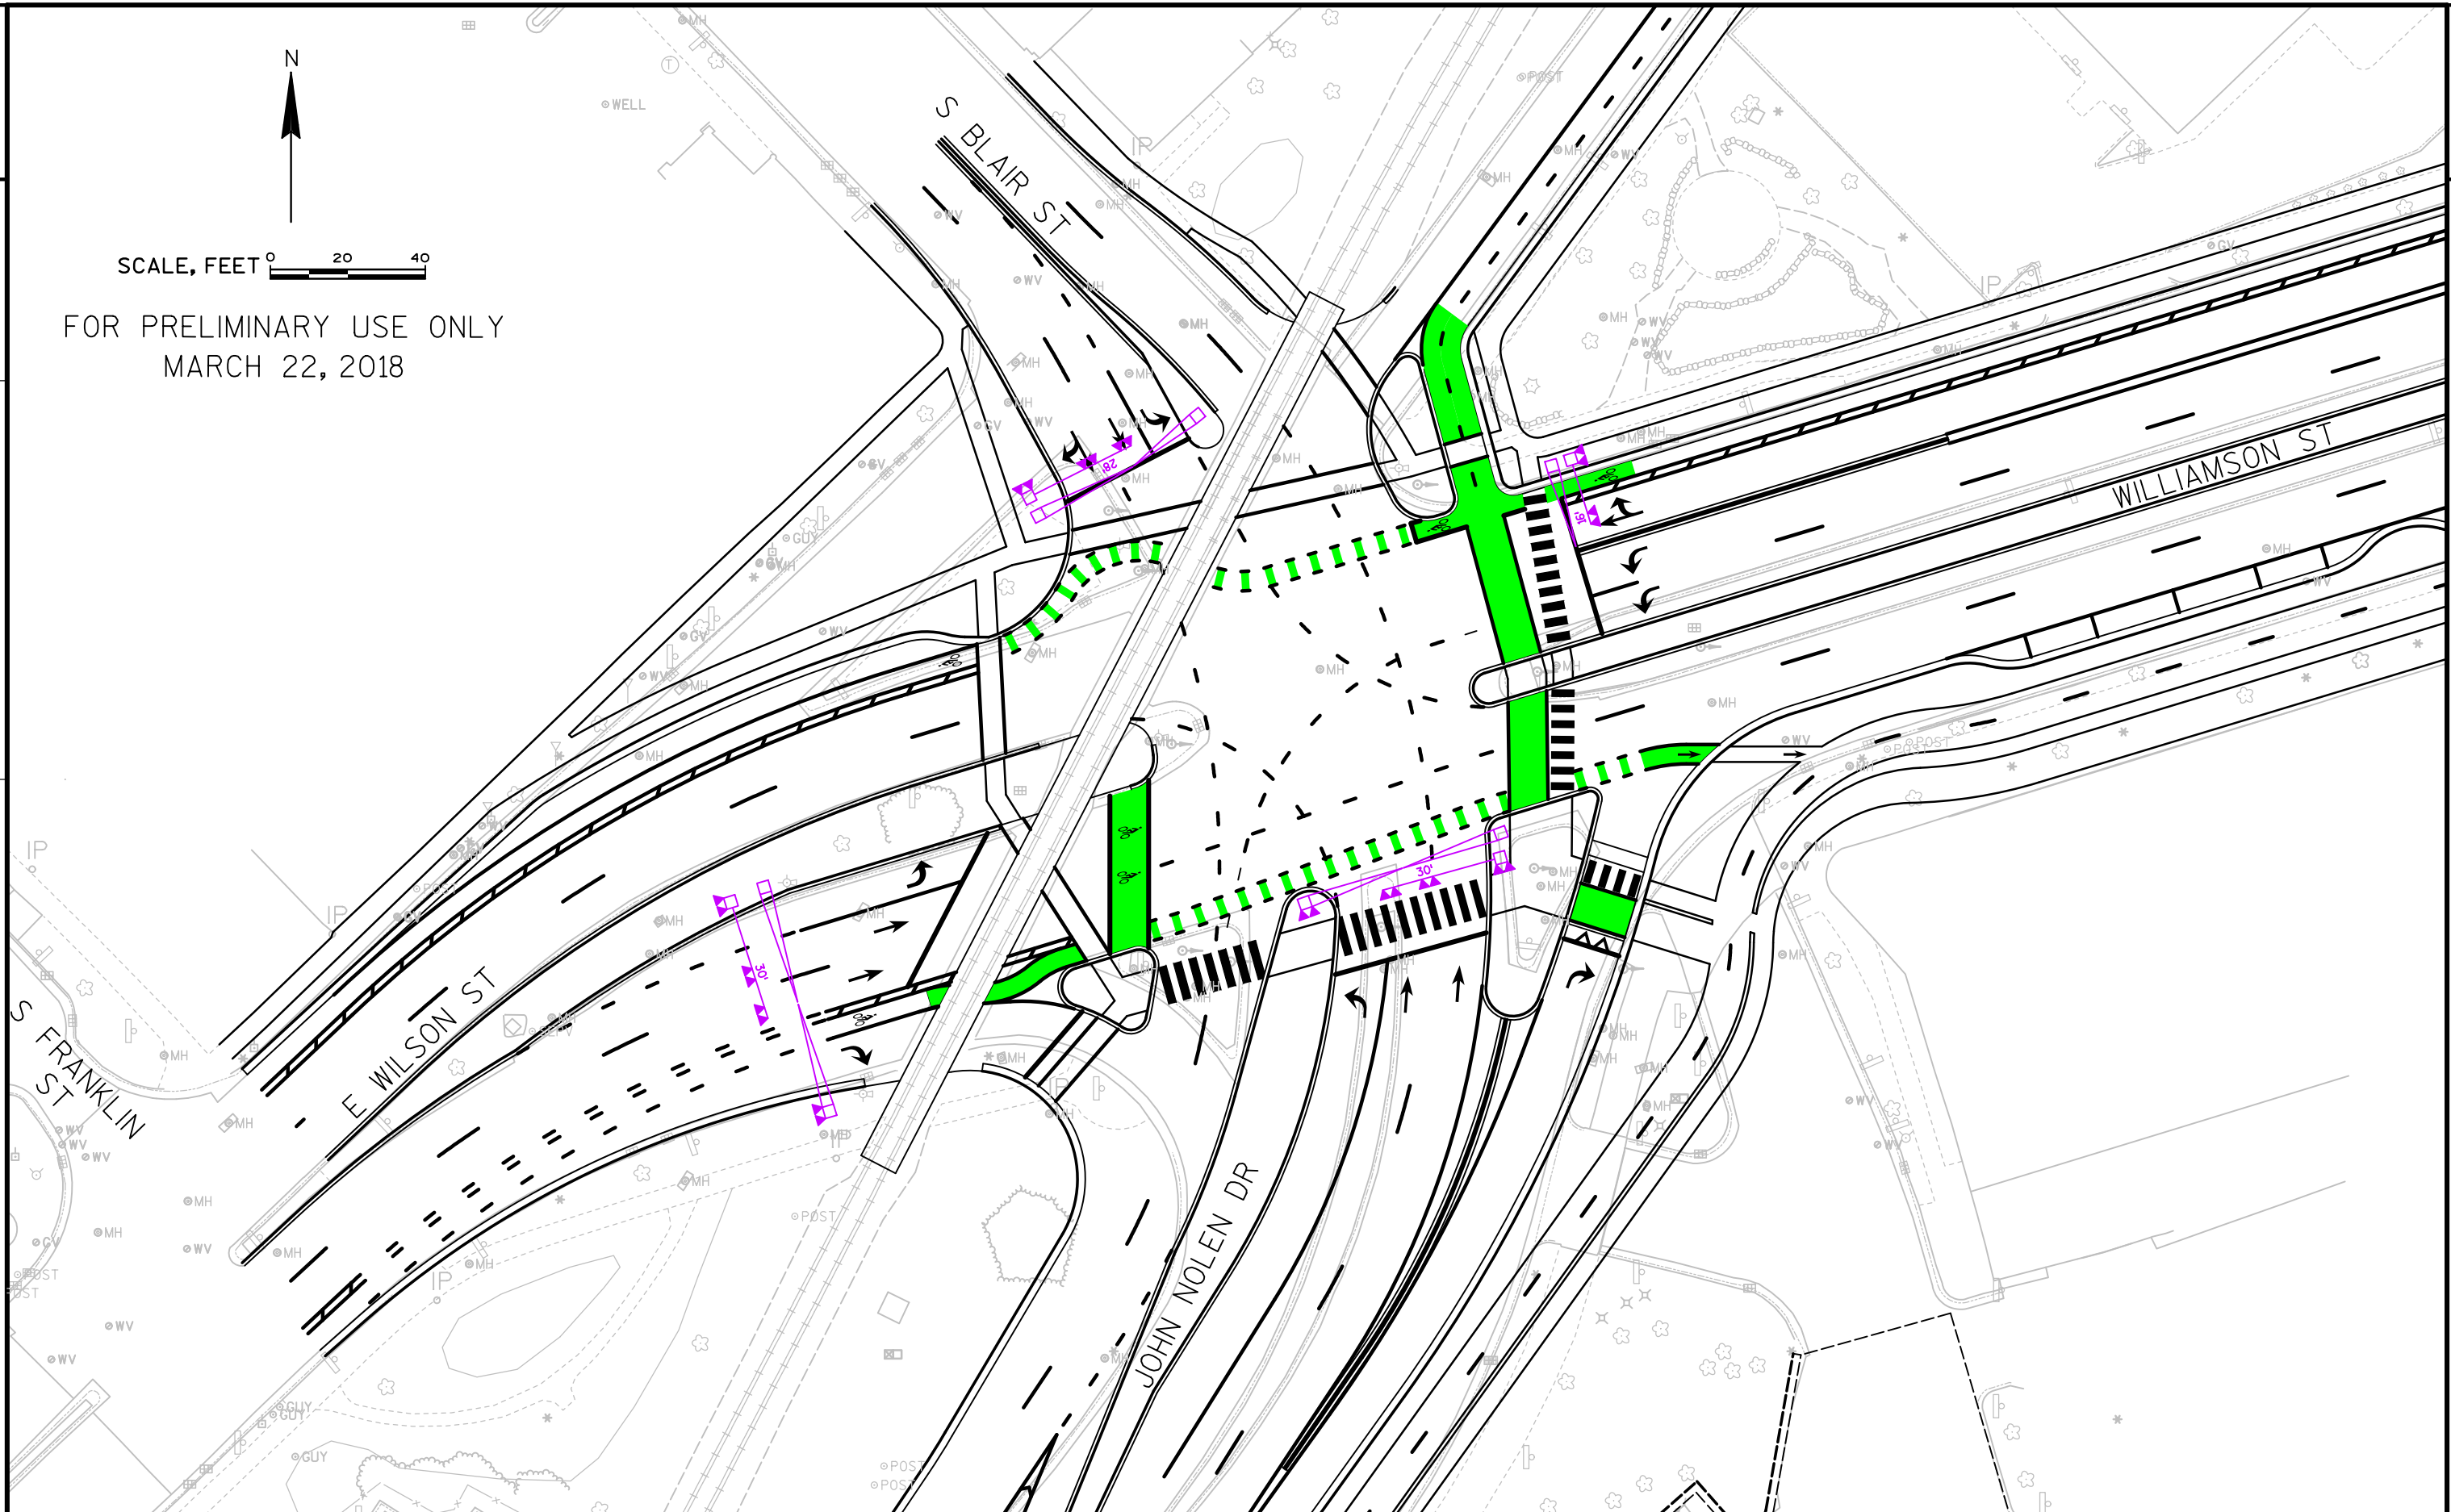 N
SCALE, FEET
0 20 40
FOR PRELIMINARY USE ONLY
MARCH 22, 2018
S BLAIR ST
WILLIAMSON ST
E WILSON ST
S FRANKLIN
ST
JOHN NOLEN DR
28'
16'
30'
30'
WELL
MH
WV
GV
GUY
POST
IP
T